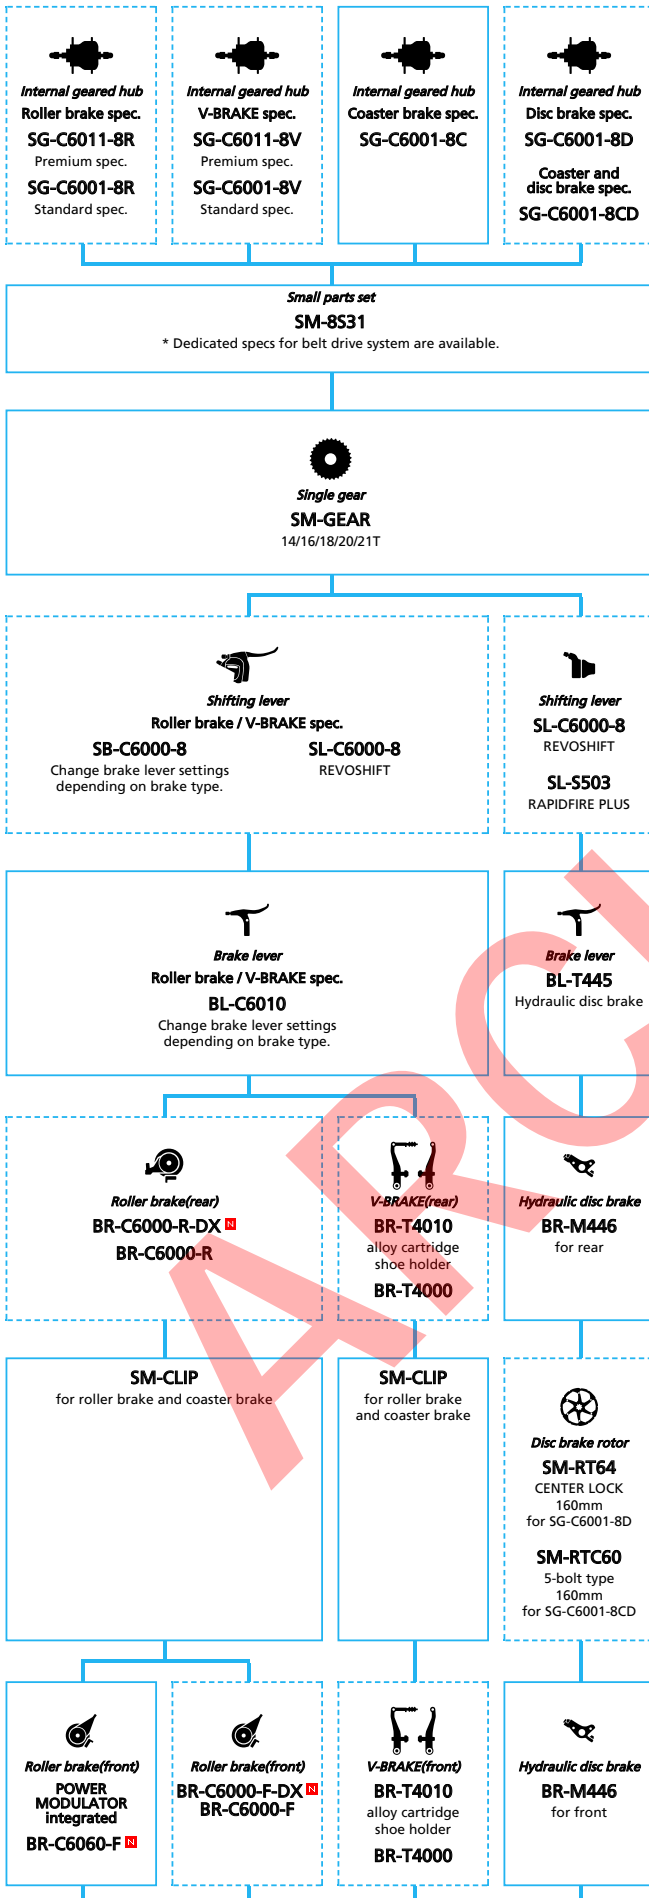 Internal geared hub
Roller brake spec.
SG-C6011-8R
Premium spec.
SG-C6001-8R
Standard spec.
Internal geared hub
V-BRAKE spec.
SG-C6011-8V
Premium spec.
SG-C6001-8V
Standard spec.
Internal geared hub
Coaster brake spec.
SG-C6001-8C
Internal geared hub
Disc brake spec.
SG-C6001-8D
Coaster and
disc brake spec.
SG-C6001-8CD
Small parts set
SM-8S31
* Dedicated specs for belt drive system are available.
Single gear
SM-GEAR
14/16/18/20/21T
Shifting lever
Roller brake / V-BRAKE spec.
SB-C6000-8
Change brake lever settings
depending on brake type.
SL-C6000-8
REVOSHIFT
Shifting lever
SL-C6000-8
REVOSHIFT
SL-S503
RAPIDFIRE PLUS
Brake lever
Roller brake / V-BRAKE spec.
BL-C6010
Change brake lever settings
depending on brake type.
Brake lever
BL-T445
Hydraulic disc brake
Roller brake(rear)
BR-C6000-R-DX N
BR-C6000-R
V-BRAKE(rear)
BR-T4010
alloy cartridge
shoe holder
BR-T4000
Hydraulic disc brake
BR-M446
for rear
SM-CLIP
for roller brake and coaster brake
SM-CLIP
for roller brake
and coaster brake
Disc brake rotor
SM-RT64
CENTER LOCK
160mm
for SG-C6001-8D
SM-RTC60
5-bolt type
160mm
for SG-C6001-8CD
Roller brake(front)
POWER
MODULATOR
integrated
BR-C6060-F N
Roller brake(front)
BR-C6000-F-DX N
BR-C6000-F
V-BRAKE(front)
BR-T4010
alloy cartridge
shoe holder
BR-T4000
Hydraulic disc brake
BR-M446
for front